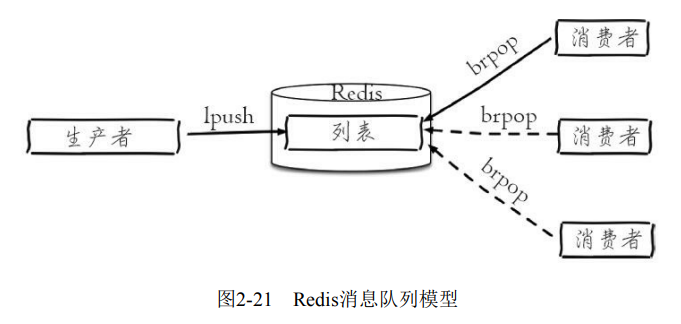 brpop
消费者
Redis
lpush
brpop
生产者
列表
消费者
brpop
消费者
图2-21 Redis消息队列模型